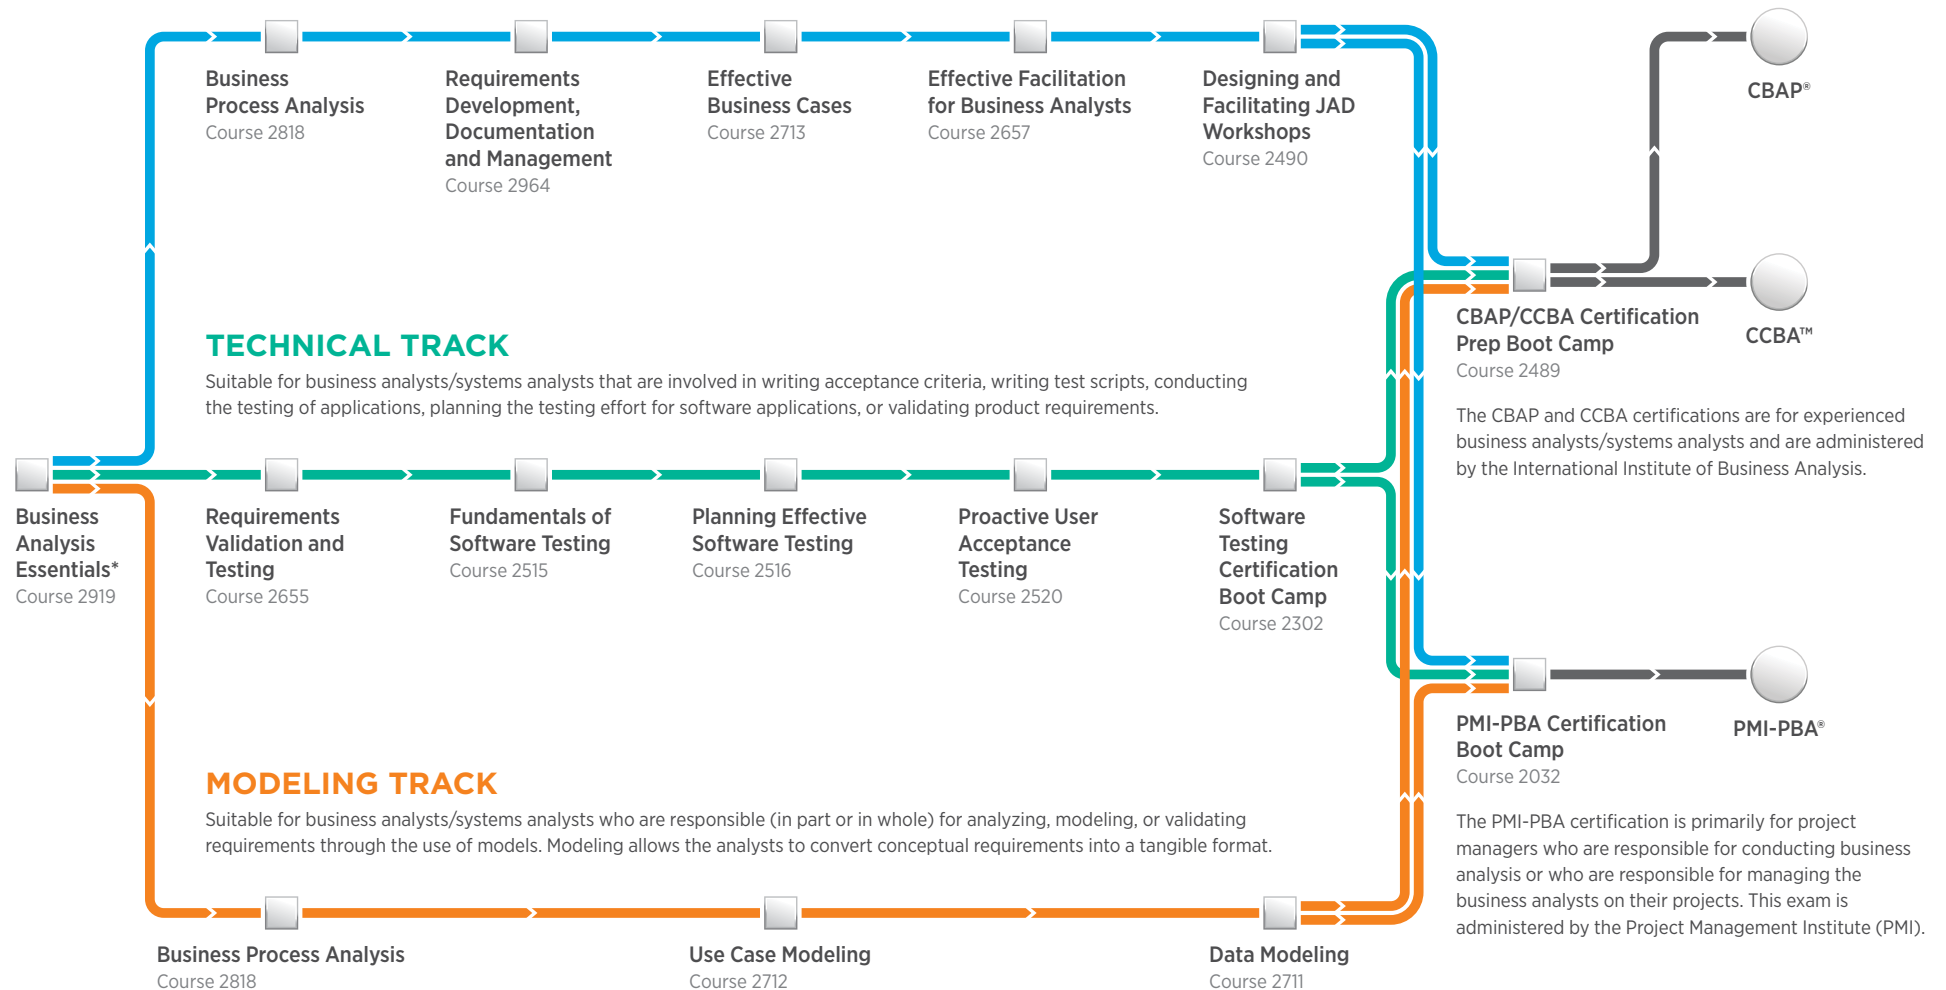 Business
Process Analysis
Course 2818
Requirements
Development,
Documentation
and Management
Course 2964
Effective
Business Cases
Course 2713
Effective Facilitation
for Business Analysts
Course 2657
Designing and
Facilitating JAD
Workshops
Course 2490
CBAP®
TECHNICAL TRACK
Suitable for business analysts/systems analysts that are involved in writing acceptance criteria, writing test scripts, conducting
the testing of applications, planning the testing effort for software applications, or validating product requirements.
CBAP/CCBA Certification
Prep Boot Camp
Course 2489
CCBA™
The CBAP and CCBA certifications are for experienced
business analysts/systems analysts and are administered
by the International Institute of Business Analysis.
Business
Analysis
Essentials*
Course 2919
Requirements
Validation and
Testing
Course 2655
Fundamentals of
Software Testing
Course 2515
Planning Effective
Software Testing
Course 2516
Proactive User
Acceptance
Testing
Course 2520
Software
Testing
Certification
Boot Camp
Course 2302
PMI-PBA Certification
Boot Camp
Course 2032
PMI-PBA®
The PMI-PBA certification is primarily for project
managers who are responsible for conducting business
analysis or who are responsible for managing the
business analysts on their projects. This exam is
administered by the Project Management Institute (PMI).
MODELING TRACK
Suitable for business analysts/systems analysts who are responsible (in part or in whole) for analyzing, modeling, or validating
requirements through the use of models. Modeling allows the analysts to convert conceptual requirements into a tangible format.
Business Process Analysis
Course 2818
Use Case Modeling
Course 2712
Data Modeling
Course 2711